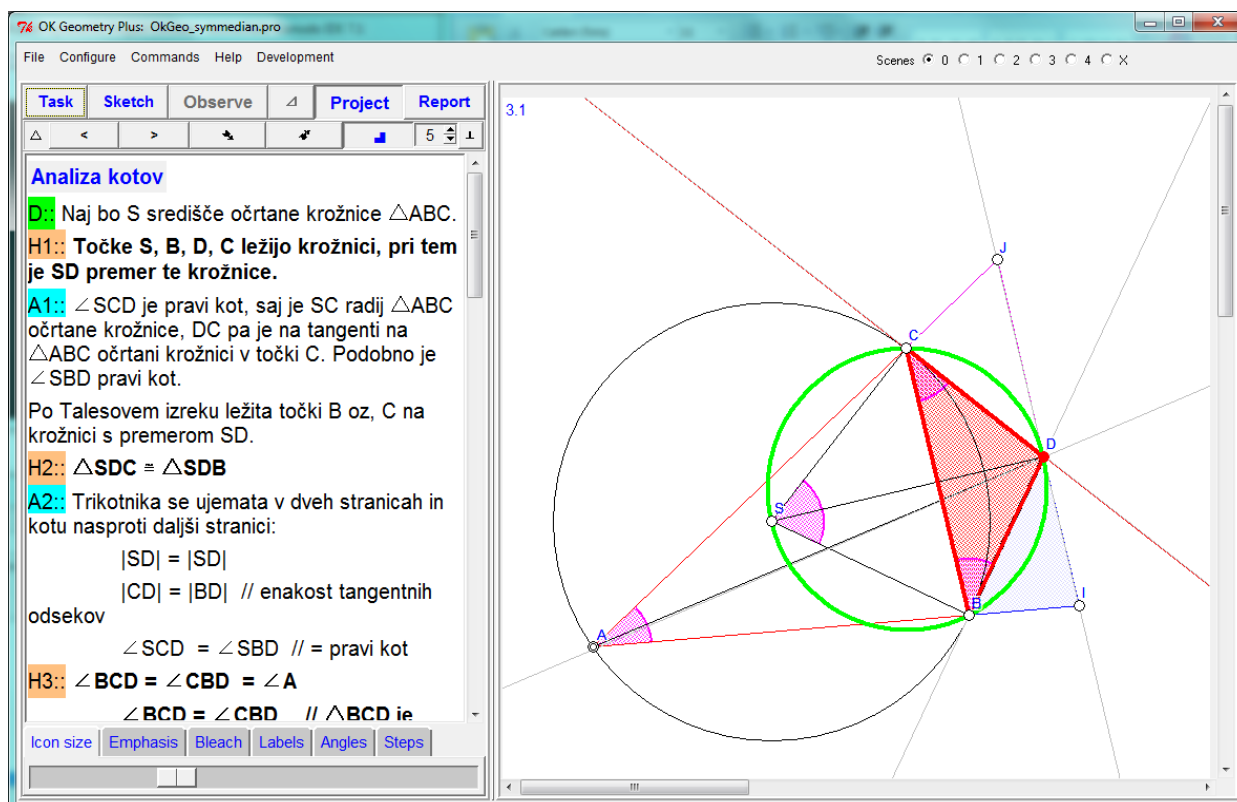 OK Geometry Plus: OkGeo_symmedian.pro
File Configure Commands Help Development
Scenes 0 1 2 3 4 X
Task Sketch Observe ⊿ Project Report
△ < > 5
Analiza kotov
D:: Naj bo S središče očrtane krožnice △ABC.
H1:: Točke S, B, D, C ležijo krožnici, pri tem
je SD premer te krožnice.
A1:: ∠SCD je pravi kot, saj je SC radij △ABC
očrtane krožnice, DC pa je na tangenti na
△ABC očrtani krožnici v točki C. Podobno je
∠SBD pravi kot.
Po Talesovem izreku ležita točki B oz, C na
krožnici s premerom SD.
H2:: △SDC ≅ △SDB
A2:: Trikotnika se ujemata v dveh stranicah in
kotu nasproti daljši stranici:
|SD| = |SD|
|CD| = |BD| // enakost tangentnih
odsekov
∠SCD = ∠SBD // = pravi kot
H3:: ∠BCD = ∠CBD = ∠A
∠BCD = ∠CBD // △BCD je
Icon size Emphasis Bleach Labels Angles Steps
3.1
J
C
D
S
I
B
A